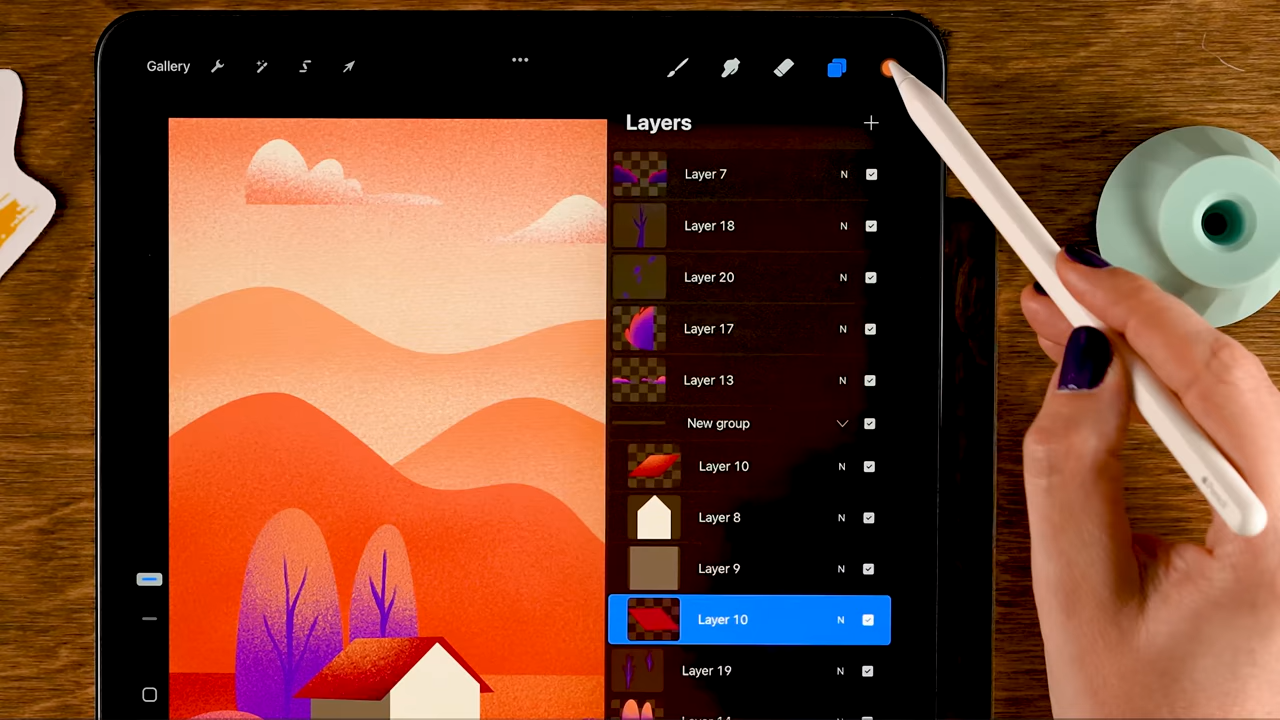 Gallery
Layers
Layer 7 N
Layer 18 N
Layer 20 N
Layer 17 N
Layer 13 N
New group
Layer 10 N
Layer 8 N
Layer 9 N
Layer 10 N
Layer 19 N